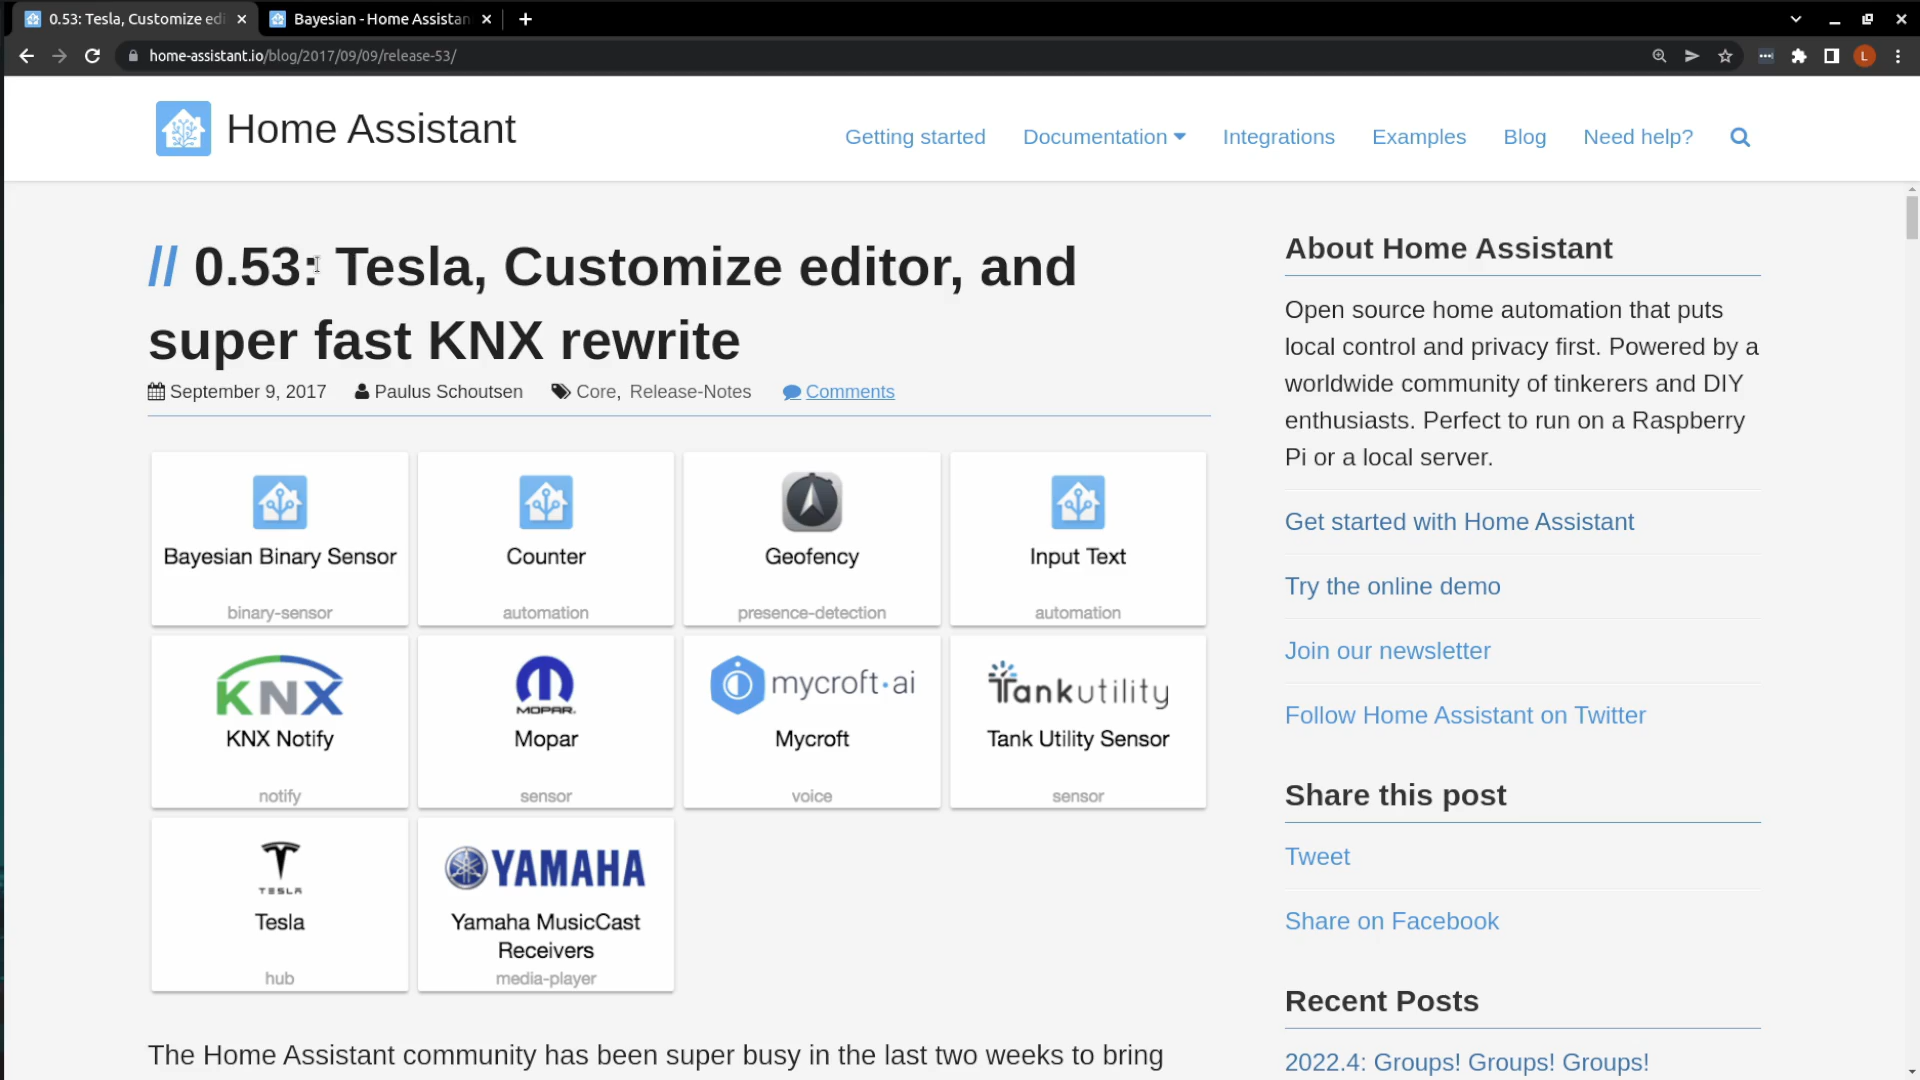 0.53: Tesla, Customize edi
Bayesian - Home Assistan
home-assistant.io/blog/2017/09/09/release-53/
L
Home Assistant
Getting started
Documentation
Integrations
Examples
Blog
Need help?
// 0.53: Tesla, Customize editor, and
super fast KNX rewrite
September 9, 2017
Paulus Schoutsen
Core, Release-Notes
Comments
Bayesian Binary Sensor
binary-sensor
Counter
automation
Geofency
presence-detection
Input Text
automation
KNX
KNX Notify
notify
MOPAR
Mopar
sensor
mycroft·ai
Mycroft
voice
Tankutility
Tank Utility Sensor
sensor
TESLA
Tesla
hub
YAMAHA
Yamaha MusicCast
Receivers
media-player
The Home Assistant community has been super busy in the last two weeks to bring
About Home Assistant
Open source home automation that puts
local control and privacy first. Powered by a
worldwide community of tinkerers and DIY
enthusiasts. Perfect to run on a Raspberry
Pi or a local server.
Get started with Home Assistant
Try the online demo
Join our newsletter
Follow Home Assistant on Twitter
Share this post
Tweet
Share on Facebook
Recent Posts
2022.4: Groups! Groups! Groups!